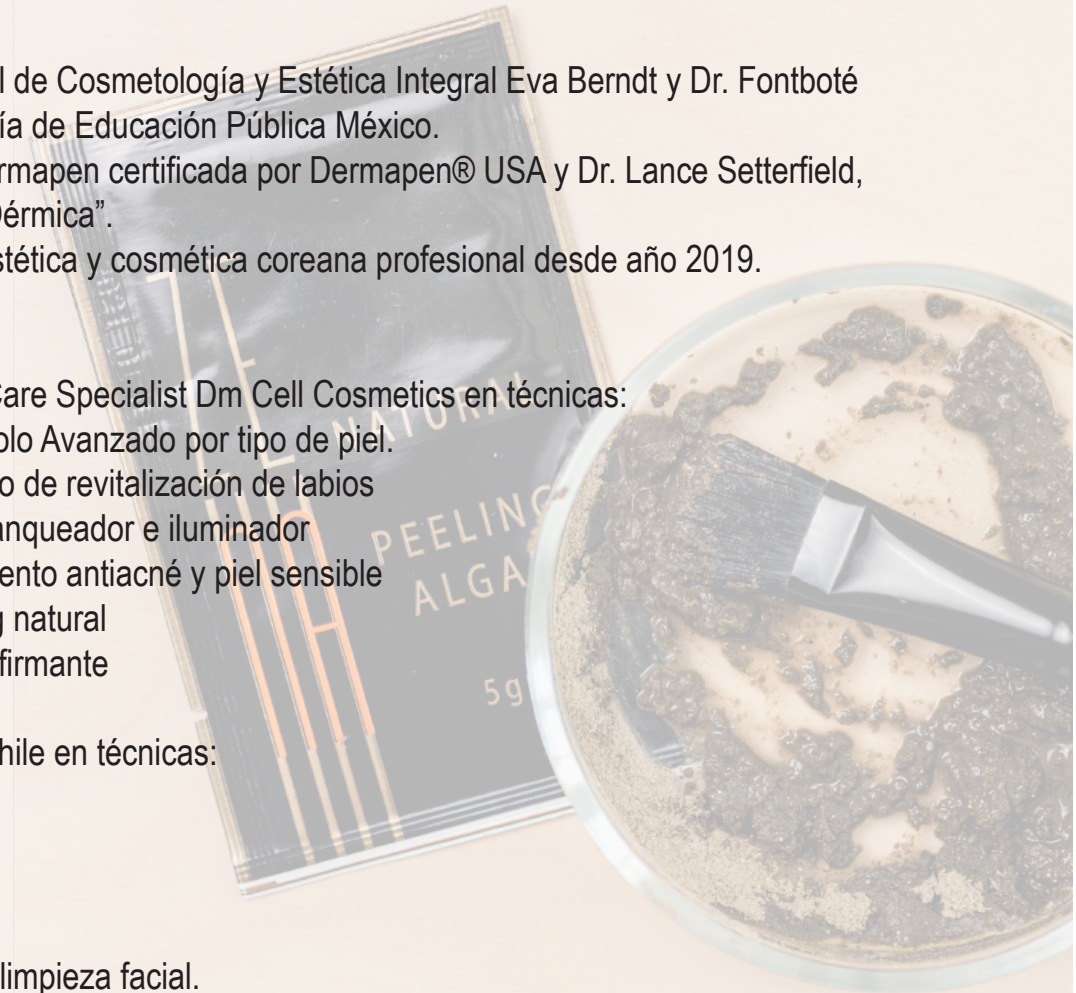 l de Cosmetología y Estética Integral Eva Berndt y Dr. Fontboté
ía de Educación Pública México.
rmapen certificada por Dermapen® USA y Dr. Lance Setterfield,
Dérmica”.
stética y cosmética coreana profesional desde año 2019.
Care Specialist Dm Cell Cosmetics en técnicas:
olo Avanzado por tipo de piel.
o de revitalización de labios
anqueador e iluminador
ento antiacné y piel sensible
g natural
firmante
hile en técnicas:
limpieza facial.
NATURAL
PEELING
ALGA
5g